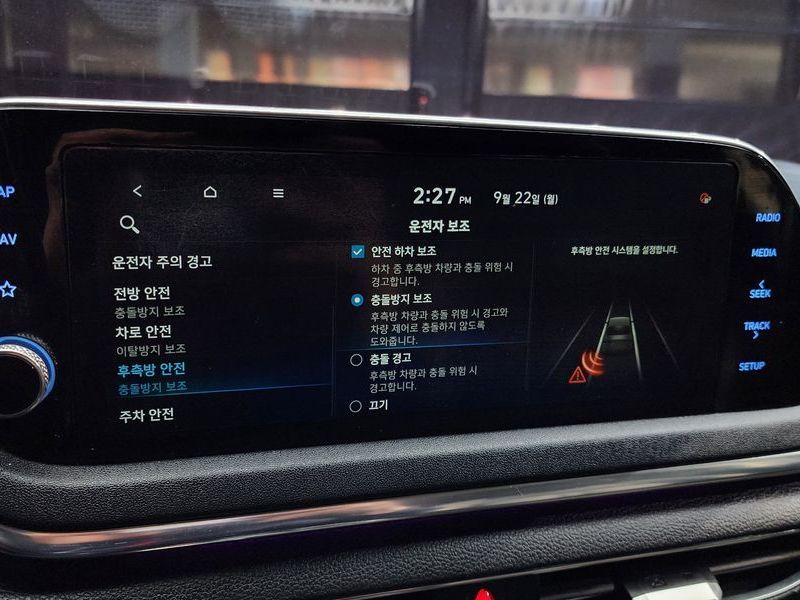 2:27 PM 9월 22일 (월)
운전자 보조
운전자 주의 경고
전방 안전
충돌방지 보조
차로 안전
이탈방지 보조
후측방 안전
충돌방지 보조
주차 안전
안전 하차 보조
하차 중 후측방 차량과 충돌 위험 시
경고합니다.
충돌방지 보조
후측방 차량과 충돌 위험 시 경고와
차량 제어로 충돌하지 않도록
도와줍니다.
충돌 경고
후측방 차량과 충돌 위험 시
경고합니다.
끄기
후측방 안전 시스템을 설정합니다.
AP
AV
RADIO
MEDIA
SEEK
TRACK
SETUP